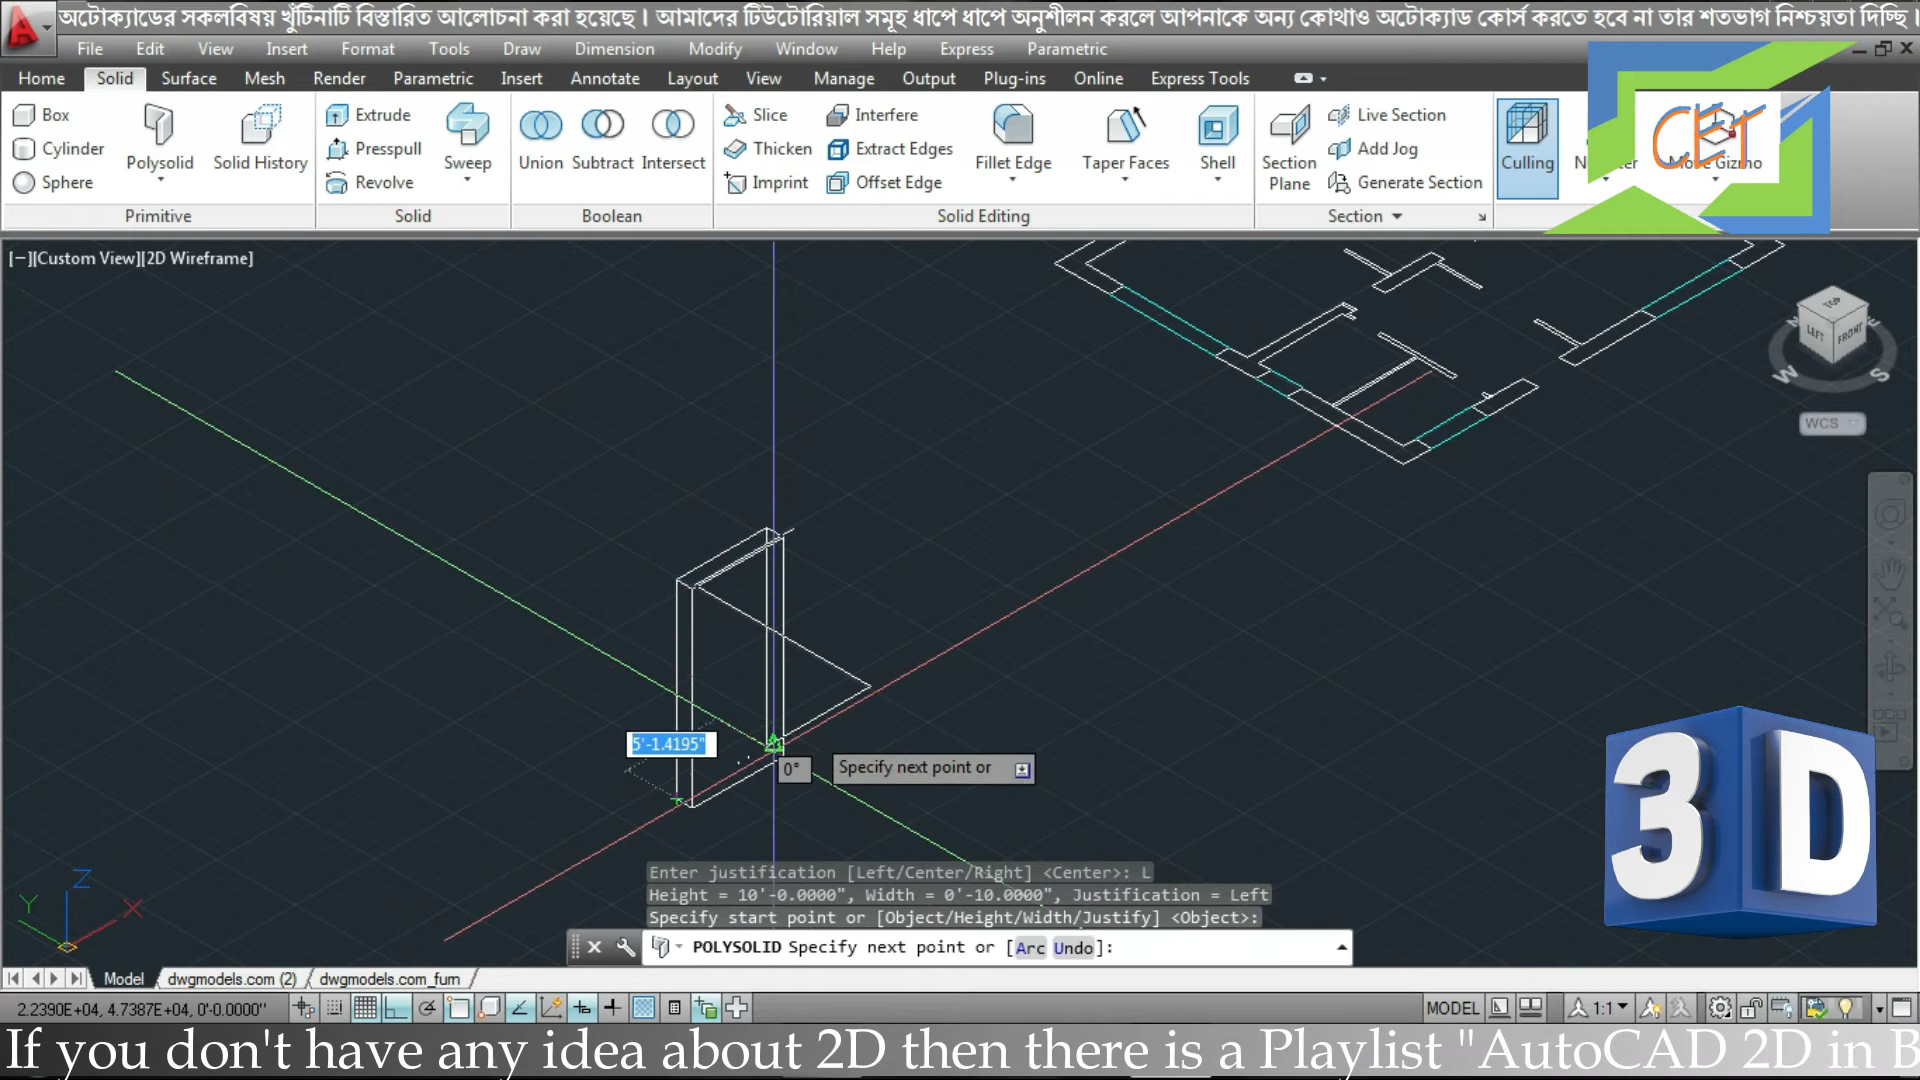 অটোক্যাডের সকলবিষয় খুঁটিনাটি বিস্তারিত আলোচনা করা হয়েছে। আমাদের টিউটোরিয়াল সমূহ ধাপে ধাপে অনুশীলন করলে আপনাকে অন্য কোথাও অটোক্যাড কোর্স করতে হবে না তার শতভাগ নিশ্চয়তা দিচ্ছি।
File Edit View Insert Format Tools Draw Dimension Modify Window Help Express Parametric
Home Solid Surface Mesh Render Parametric Insert Annotate Layout View Manage Output Plug-ins Online Express Tools
Box Extrude Slice Interfere Live Section
Cylinder Presspull Thicken Extract Edges Add Jog
Sphere Revolve Imprint Offset Edge Generate Section
Polysolid Solid History Sweep Union Subtract Intersect Fillet Edge Taper Faces Shell Section Plane Culling Move Gizmo
CET
Primitive Solid Boolean Solid Editing Section
[−][Custom View][2D Wireframe]
TOP
LEFT FRONT
N E
W S
WCS
5'-1.4195"
0°
Specify next point or
3D
Z
Y X
Enter justification [Left/Center/Right] <Center>: L
Height = 10'-0.0000", Width = 0'-10.0000", Justification = Left
Specify start point or [Object/Height/Width/Justify] <Object>:
POLYSOLID Specify next point or [Arc Undo]:
Model dwgmodels.com (2) dwgmodels.com_fum
2.2390E+04, 4.7387E+04, 0'-0.0000"
MODEL 1:1
If you don't have any idea about 2D then there is a Playlist "AutoCAD 2D in B